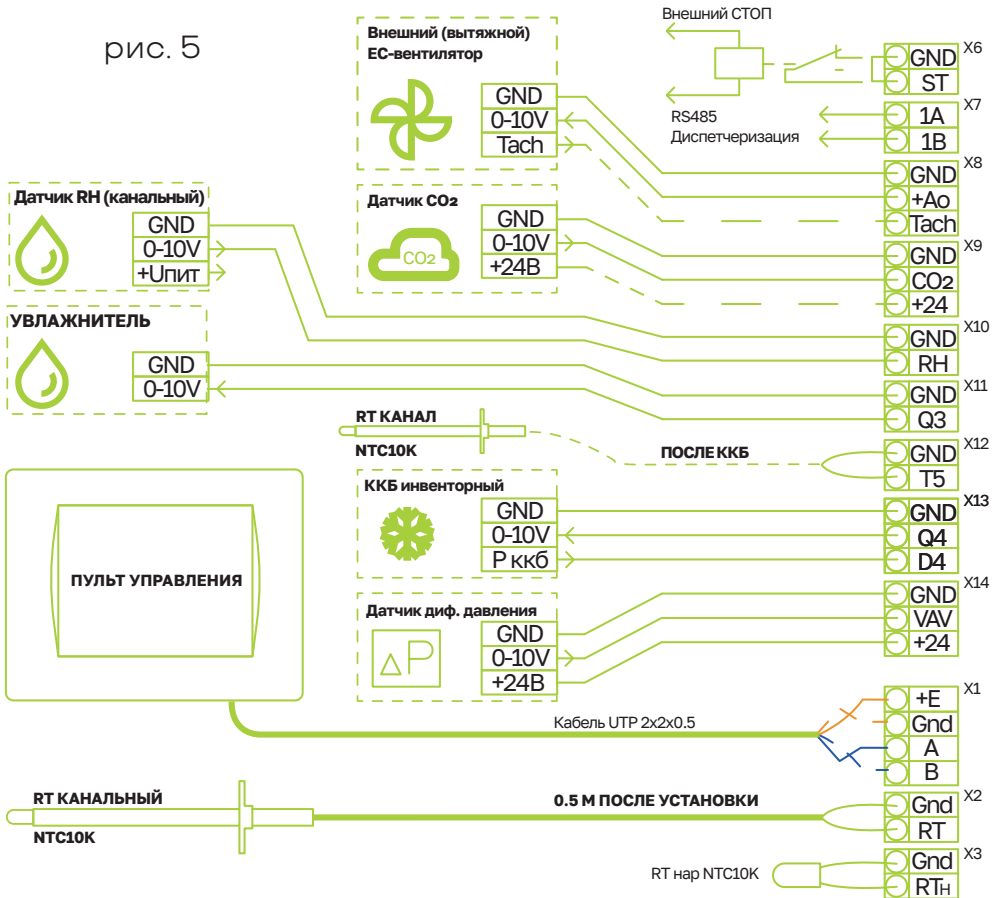 рис. 5
Внешний СТОП
RS485
Диспетчеризация
Внешний (вытяжной)
ЕС-вентилятор
GND
0-10V
Tach
Датчик CO2
CO2
GND
0-10V
+24В
Датчик RH (канальный)
GND
0-10V
+Uпит
УВЛАЖНИТЕЛЬ
GND
0-10V
RT КАНАЛ
NTC10K
ПОСЛЕ ККБ
ККБ инвенторный
GND
0-10V
P ккб
Датчик диф. давления
ΔP
GND
0-10V
+24В
ПУЛЬТ УПРАВЛЕНИЯ
Кабель UTP 2x2x0.5
RT КАНАЛЬНЫЙ
NTC10K
0.5 М ПОСЛЕ УСТАНОВКИ
RT нар NTC10K
X6
GND
ST
X7
1A
1B
X8
GND
+Ao
Tach
X9
GND
CO2
+24
X10
GND
RH
X11
GND
Q3
X12
GND
T5
X13
GND
Q4
D4
X14
GND
VAV
+24
X1
+E
Gnd
A
B
X2
Gnd
RT
X3
Gnd
RTн